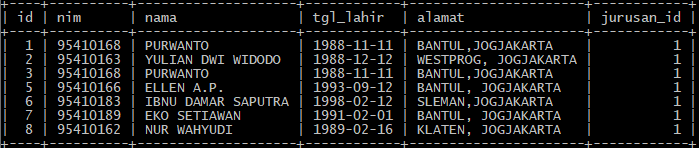 | id | nim      | nama               | tgl_lahir  | alamat              | jurusan_id |
| 1 | 95410168 | PURWANTO | 1988-11-11 | BANTUL,JOGJAKARTA | 1 |
| 2 | 95410163 | YULIAN DWI WIDODO | 1988-12-12 | WESTPROG, JOGJAKARTA | 1 |
| 3 | 95410168 | PURWANTO | 1988-11-11 | BANTUL,JOGJAKARTA | 1 |
| 5 | 95410166 | ELLEN A.P. | 1993-09-12 | BANTUL, JOGJAKARTA | 1 |
| 6 | 95410183 | IBNU DAMAR SAPUTRA | 1998-02-12 | SLEMAN,JOGJAKARTA | 1 |
| 7 | 95410189 | EKO SETIAWAN | 1991-02-01 | BANTUL, JOGJAKARTA | 1 |
| 8 | 95410162 | NUR WAHYUDI | 1989-02-16 | KLATEN, JOGJAKARTA | 1 |